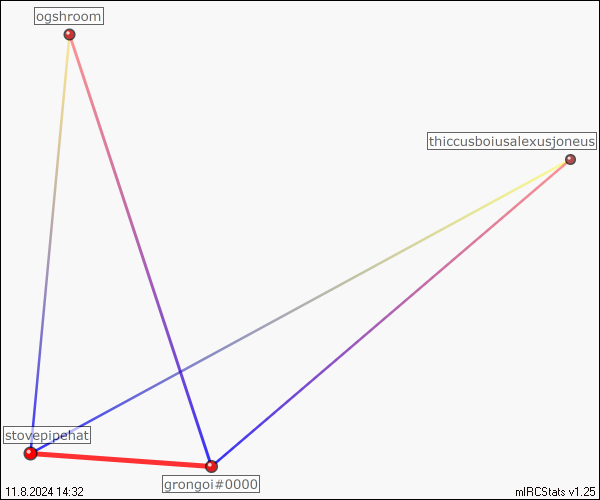 ogshroom
thiccusboiusalexusjoneus
stovepipehat
grongoi#0000
11.8.2024 14:32
mIRCStats v1.25